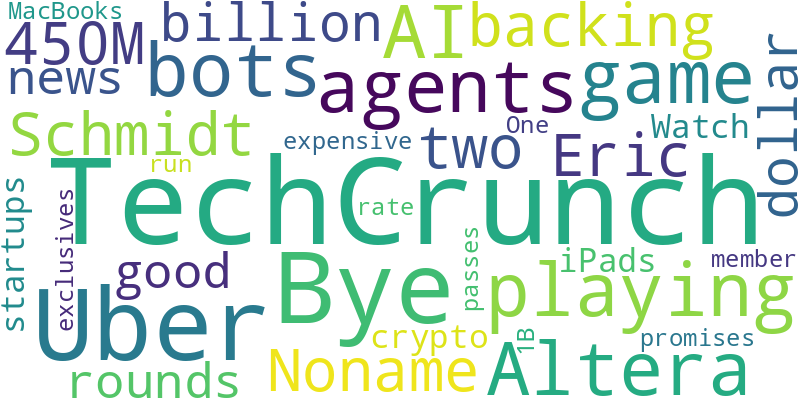 MacBooks
billion
AI
backing
450M
bots
news
agents
game
dollar
Schmidt
expensive
two
One
Eric
Watch
run
TechCrunch
startups
exclusives
rate
good
Bye
passes
iPads
member
Uber
playing
crypto
1B
promises
rounds
Noname
Altera